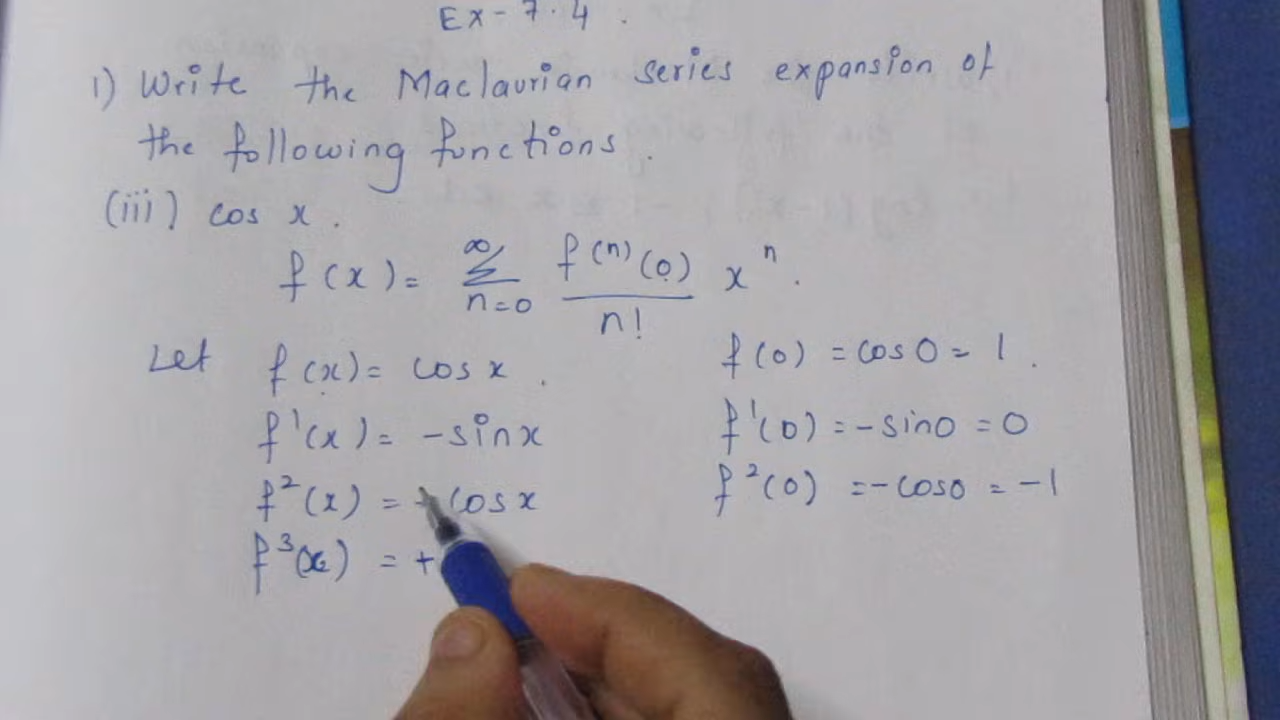 Ex - 7.4.
1) Write the Maclaurian series expansion of
the following functions.
(iii) cos x.
f(x) = ∞ Σ n=0 f^(n)(0) / n! x^n.
Let f(x) = cos x. f(0) = cos 0 = 1.
f'(x) = -sin x f'(0) = -sin 0 = 0
f²(x) = - cos x f²(0) = -cos 0 = -1
f³(x) = +